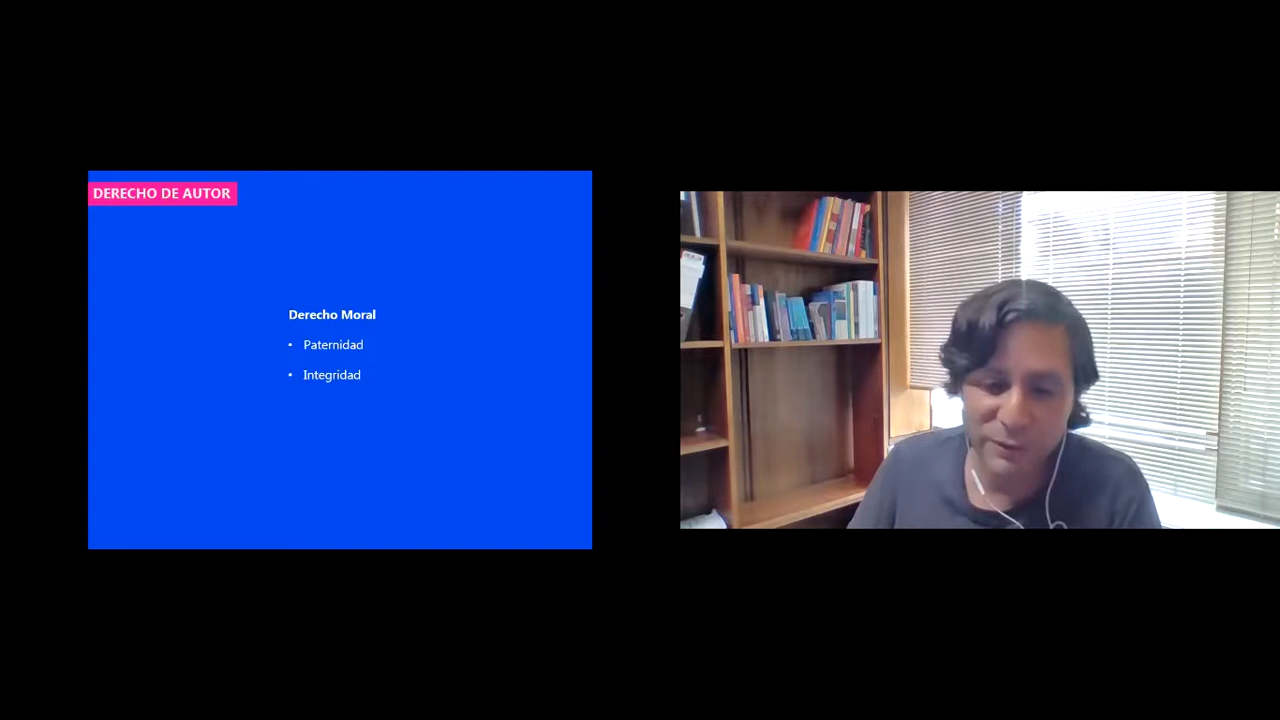 DERECHO DE AUTOR
Derecho Moral
• Paternidad
• Integridad